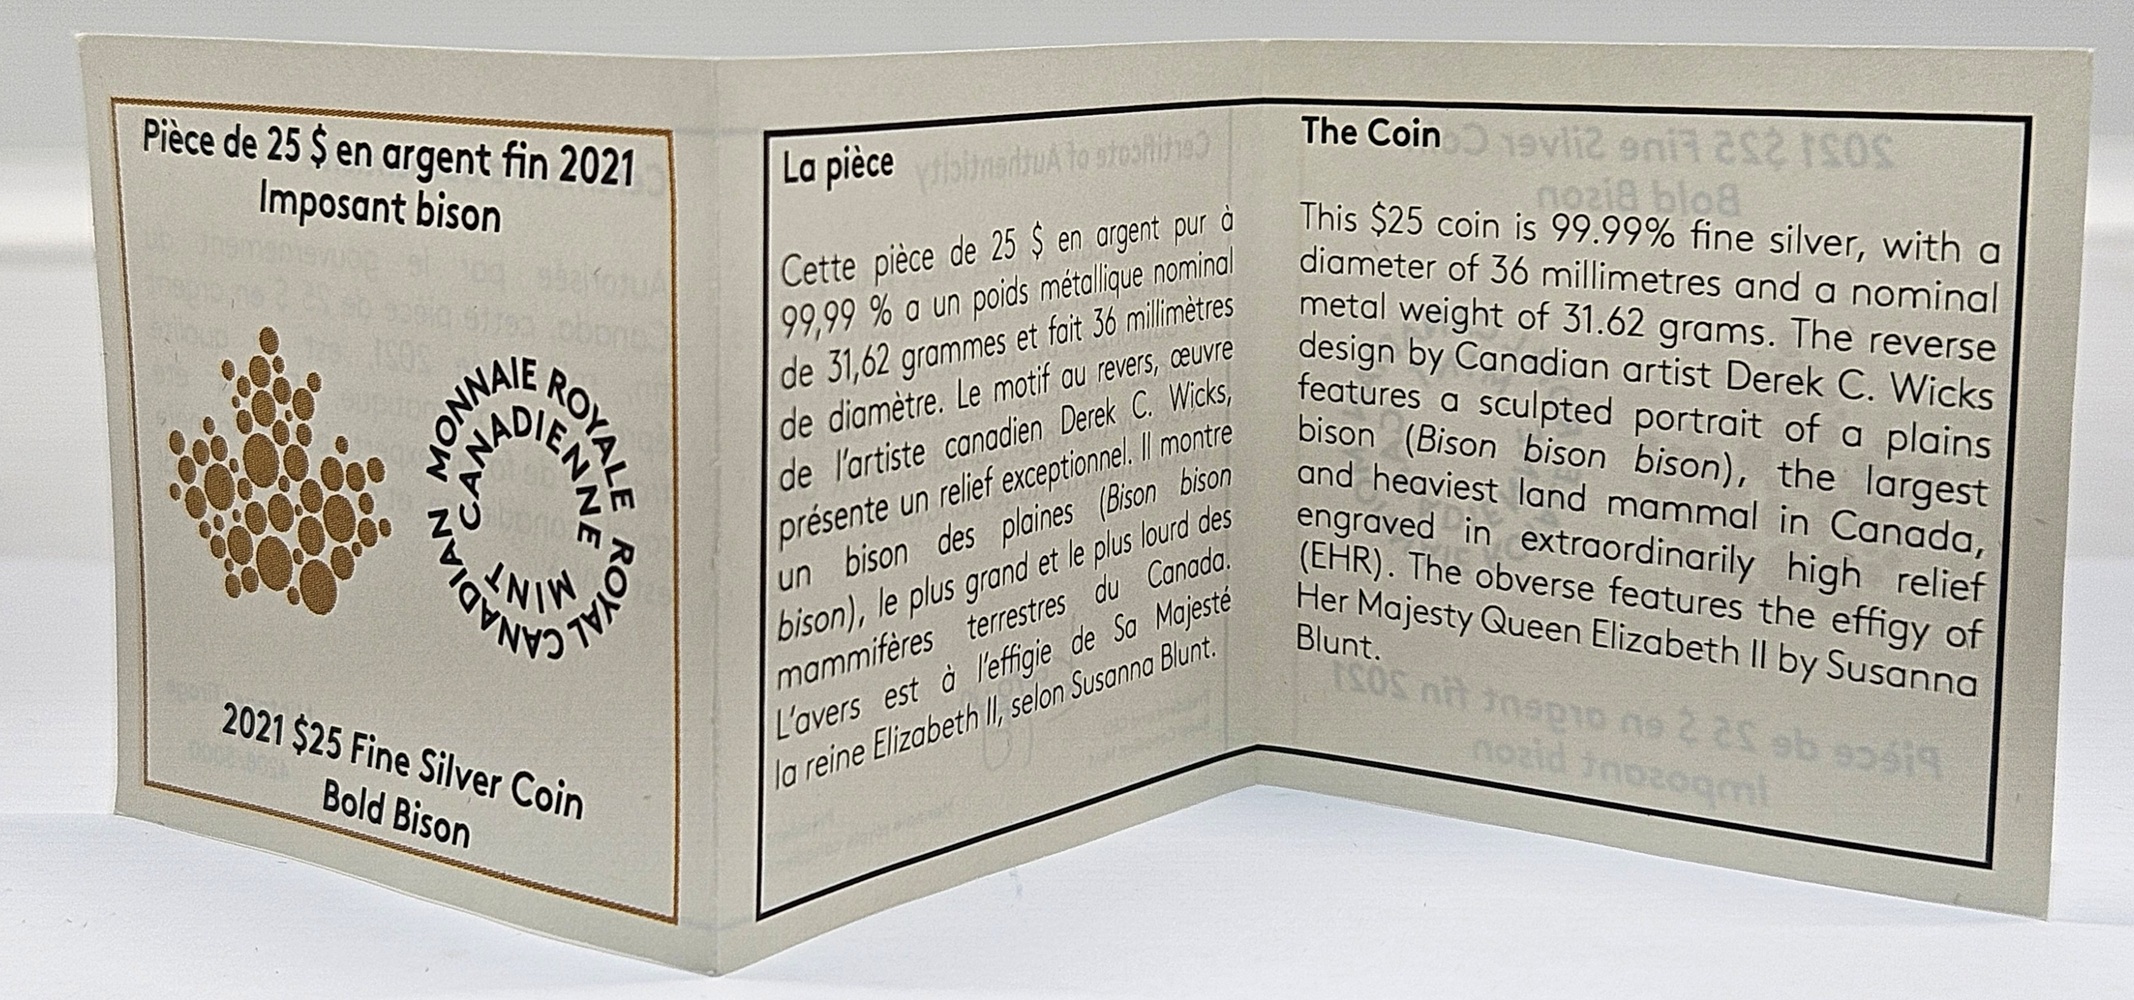 Pièce de 25 $ en argent fin 2021
Imposant bison
MONNAIE ROYALE
CANADIENNE
ROYAL CANADIAN
MINT
2021 $25 Fine Silver Coin
Bold Bison
La pièce
Cette pièce de 25 $ en argent pur à
99,99 % a un poids métallique nominal
de 31,62 grammes et fait 36 millimètres
de diamètre. Le motif au revers, œuvre
de l'artiste canadien Derek C. Wicks,
présente un relief exceptionnel. Il montre
un bison des plaines (Bison bison
bison), le plus grand et le plus lourd des
mammifères terrestres du Canada.
L'avers est à l'effigie de Sa Majesté
la reine Elizabeth II, selon Susanna Blunt.
The Coin
This $25 coin is 99.99% fine silver, with a
diameter of 36 millimetres and a nominal
metal weight of 31.62 grams. The reverse
design by Canadian artist Derek C. Wicks
features a sculpted portrait of a plains
bison (Bison bison bison), the largest
and heaviest land mammal in Canada,
engraved in extraordinarily high relief
(EHR). The obverse features the effigy of
Her Majesty Queen Elizabeth II by Susanna
Blunt.